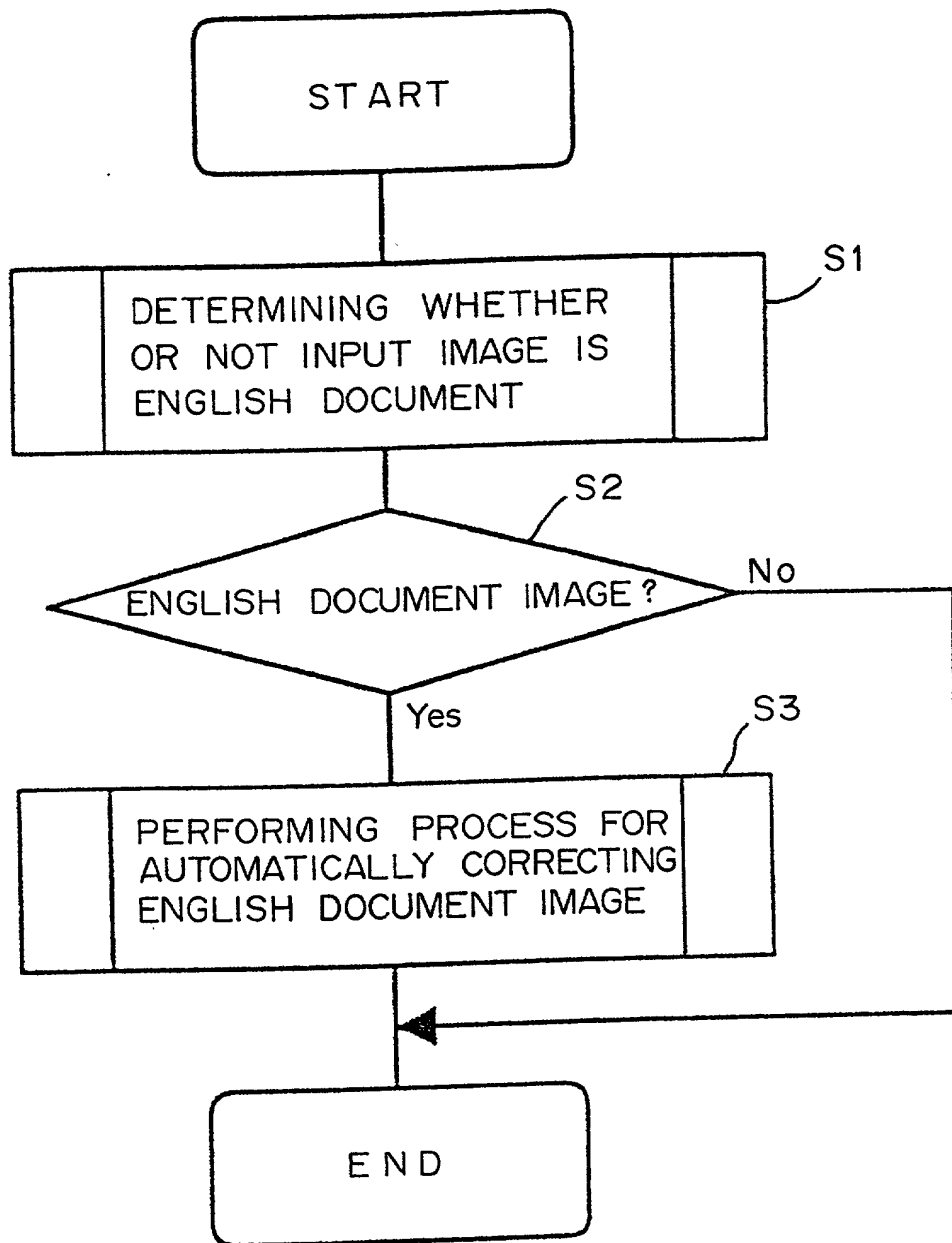 START
S1
DETERMINING WHETHER
OR NOT INPUT IMAGE IS
ENGLISH DOCUMENT
S2
ENGLISH DOCUMENT IMAGE?
No
Yes
S3
PERFORMING PROCESS FOR
AUTOMATICALLY CORRECTING
ENGLISH DOCUMENT IMAGE
END